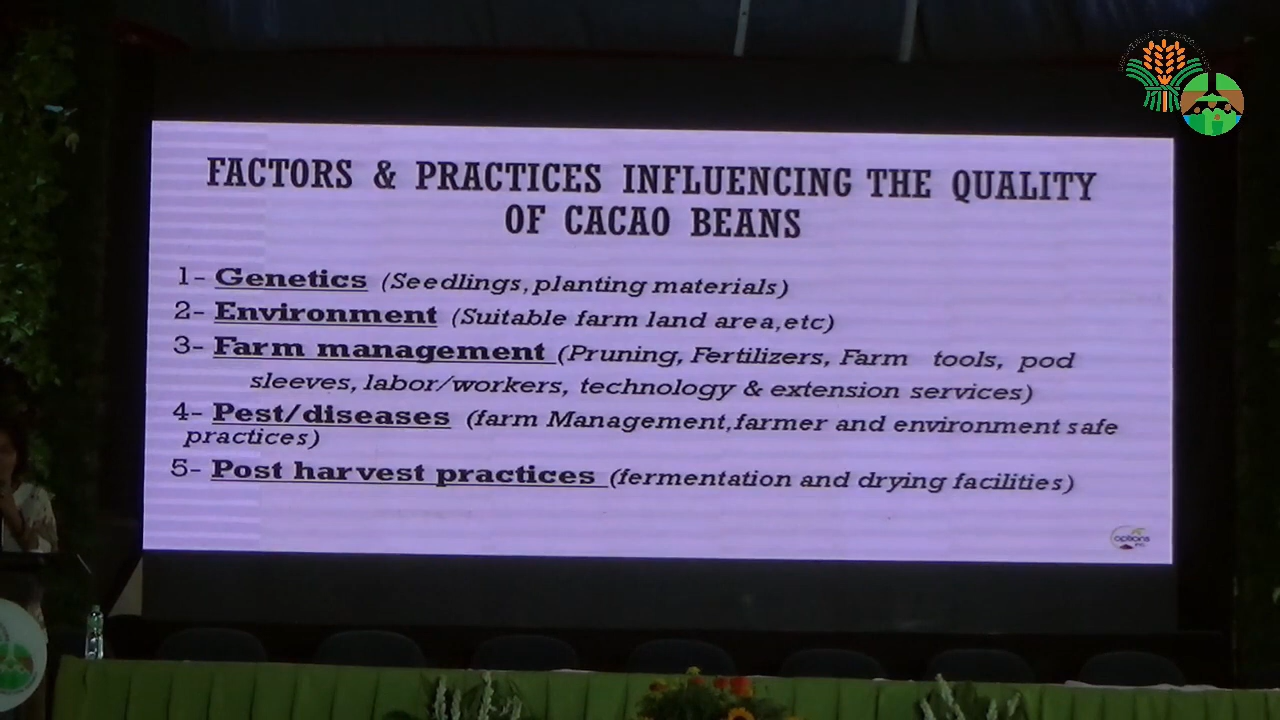 FACTORS & PRACTICES INFLUENCING THE QUALITY
OF CACAO BEANS
1- Genetics (Seedlings, planting materials)
2- Environment (Suitable farm land area,etc)
3- Farm management (Pruning, Fertilizers, Farm tools, pod
sleeves, labor/workers, technology & extension services)
4- Pest/diseases (farm Management,farmer and environment safe
practices)
5- Post harvest practices (fermentation and drying facilities)
options